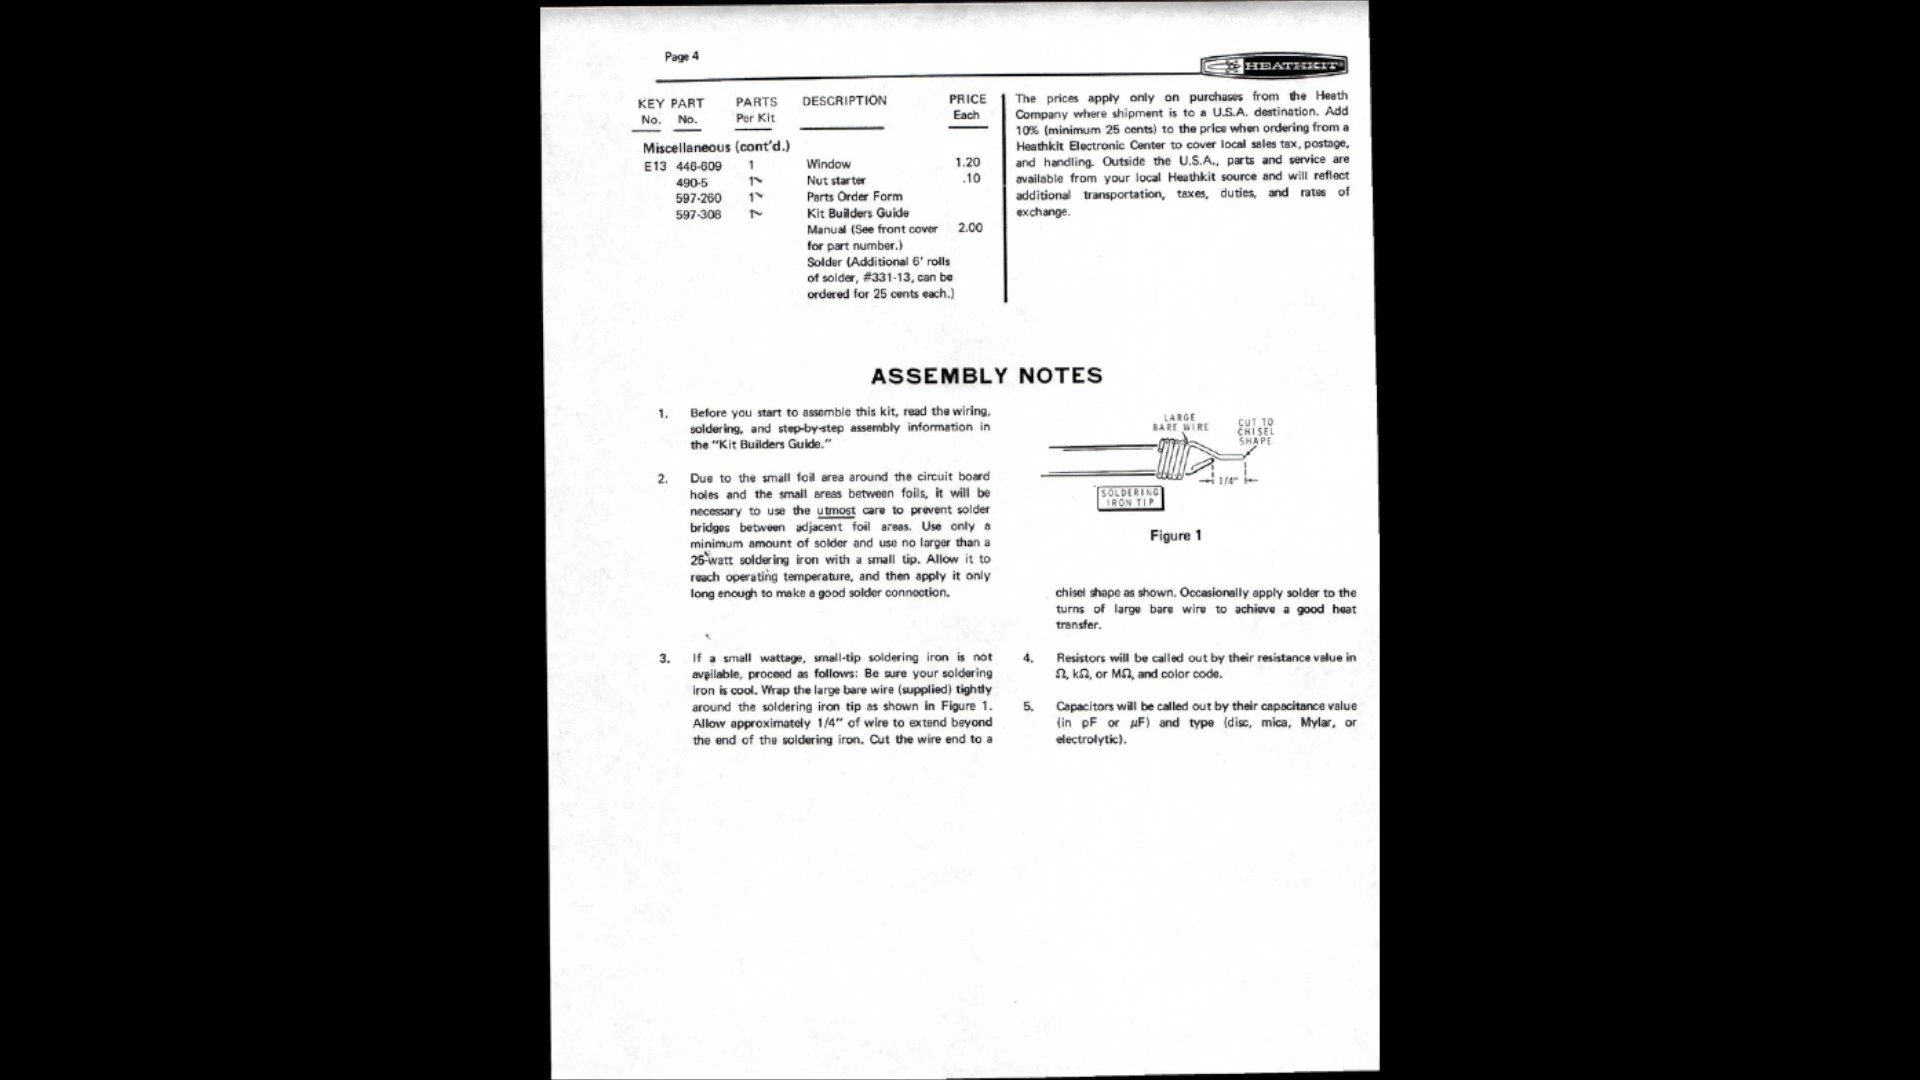 Page 4
HEATHKIT
KEY PART PARTS DESCRIPTION PRICE
No. No. Per Kit Each
Miscellaneous (cont'd.)
E13 446-609 1 Window 1.20
490-5 1 Nut starter .10
597-260 1 Parts Order Form
597-308 1 Kit Builders Guide
Manual (See front cover 2.00
for part number.)
Solder (Additional 6' rolls
of solder, #331-13, can be
ordered for 25 cents each.)
The prices apply only on purchases from the Heath
Company where shipment is to a U.S.A. destination. Add
10% (minimum 25 cents) to the price when ordering from a
Heathkit Electronic Center to cover local sales tax, postage,
and handling. Outside the U.S.A., parts and service are
available from your local Heathkit source and will reflect
additional transportation, taxes, duties, and rates of
exchange.
ASSEMBLY NOTES
1. Before you start to assemble this kit, read the wiring,
soldering, and step-by-step assembly information in
the "Kit Builders Guide."
2. Due to the small foil area around the circuit board
holes and the small areas between foils, it will be
necessary to use the utmost care to prevent solder
bridges between adjacent foil areas. Use only a
minimum amount of solder and use no larger than a
25-watt soldering iron with a small tip. Allow it to
reach operating temperature, and then apply it only
long enough to make a good solder connection.
3. If a small wattage, small-tip soldering iron is not
available, proceed as follows: Be sure your soldering
iron is cool. Wrap the large bare wire (supplied) tightly
around the soldering iron tip as shown in Figure 1.
Allow approximately 1/4" of wire to extend beyond
the end of the soldering iron. Cut the wire end to a
LARGE
BARE WIRE
CUT TO
CHISEL
SHAPE
1/4"
SOLDERING
IRON TIP
Figure 1
chisel shape as shown. Occasionally apply solder to the
turns of large bare wire to achieve a good heat
transfer.
4. Resistors will be called out by their resistance value in
Ω, kΩ, or MΩ, and color code.
5. Capacitors will be called out by their capacitance value
(in pF or μF) and type (disc, mica, Mylar, or
electrolytic).